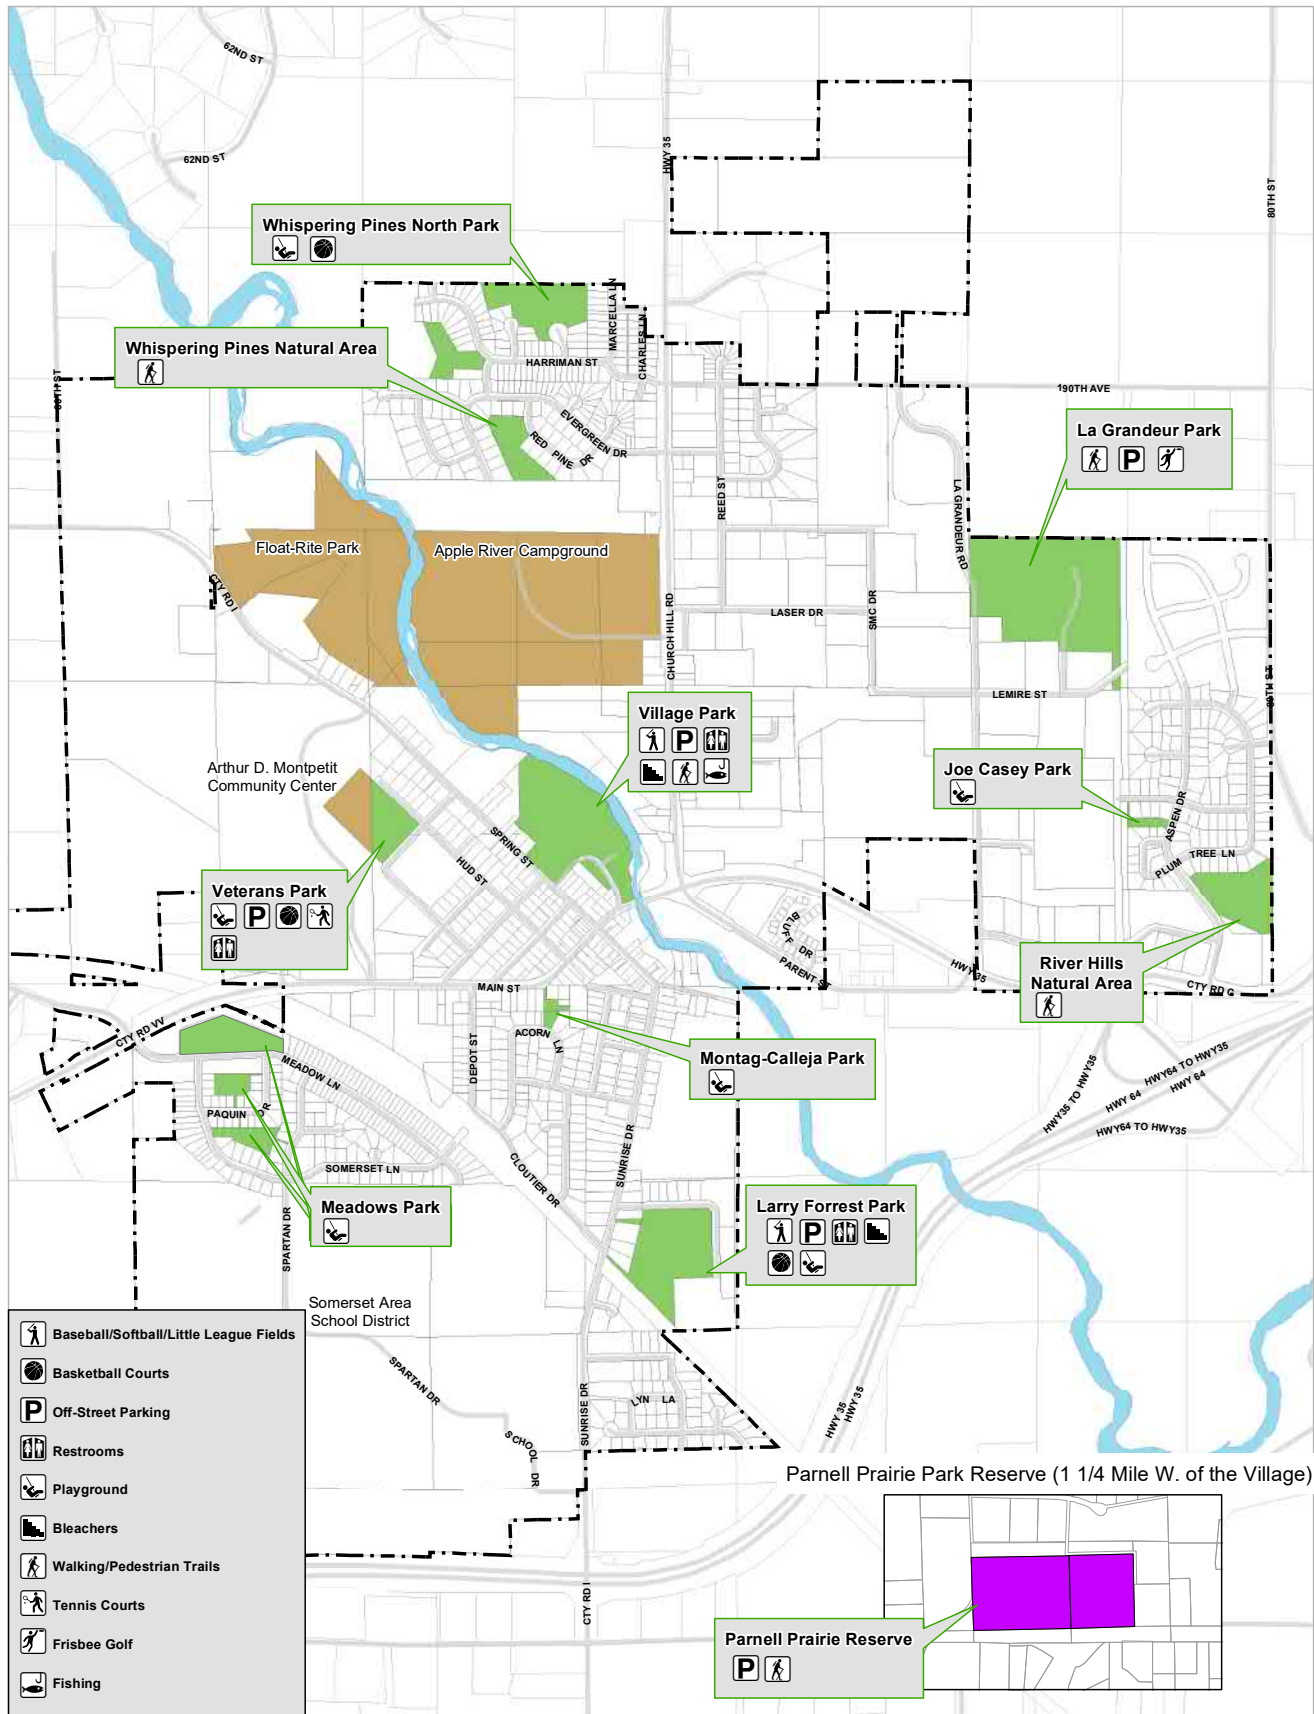 62ND ST
62ND ST
HWY 35
80TH ST
Whispering Pines North Park
MARCELLA LN
CHARLES LN
HARRIMAN ST
Whispering Pines Natural Area
60TH ST
190TH AVE
EVERGREEN DR
RED PINE DR
La Grandeur Park
P
REED ST
LA GRANDEUR RD
Float-Rite Park
Apple River Campground
CTY RD I
LASER DR
SMC DR
CHURCH HILL RD
LEMIRE ST
80TH ST
Village Park
P
Arthur D. Montpetit
Community Center
Joe Casey Park
ASPEN DR
PLUM TREE LN
SPRING ST
HUD ST
Veterans Park
P
BLUFF DR
PARENT ST
HWY 35
River Hills
Natural Area
CTY RD G
MAIN ST
CTY RD VV
ACORN LN
DEPOT ST
MEADOW LN
Montag-Calleja Park
HWY64 TO HWY35
HWY 64
HWY35 TO HWY35
HWY64 TO HWY35
PAQUIN DR
SOMERSET LN
CLOUTIER DR
SUNRISE DR
Meadows Park
Larry Forrest Park
P
SPARTAN DR
Somerset Area
School District
SPARTAN DR
SCHOOL DR
SUNRISE DR
LYN LA
HWY 35
HWY 35
Baseball/Softball/Little League Fields
Basketball Courts
P Off-Street Parking
Restrooms
Playground
Bleachers
Walking/Pedestrian Trails
Tennis Courts
Frisbee Golf
Fishing
CTY RD I
Parnell Prairie Park Reserve (1 1/4 Mile W. of the Village)
Parnell Prairie Reserve
P